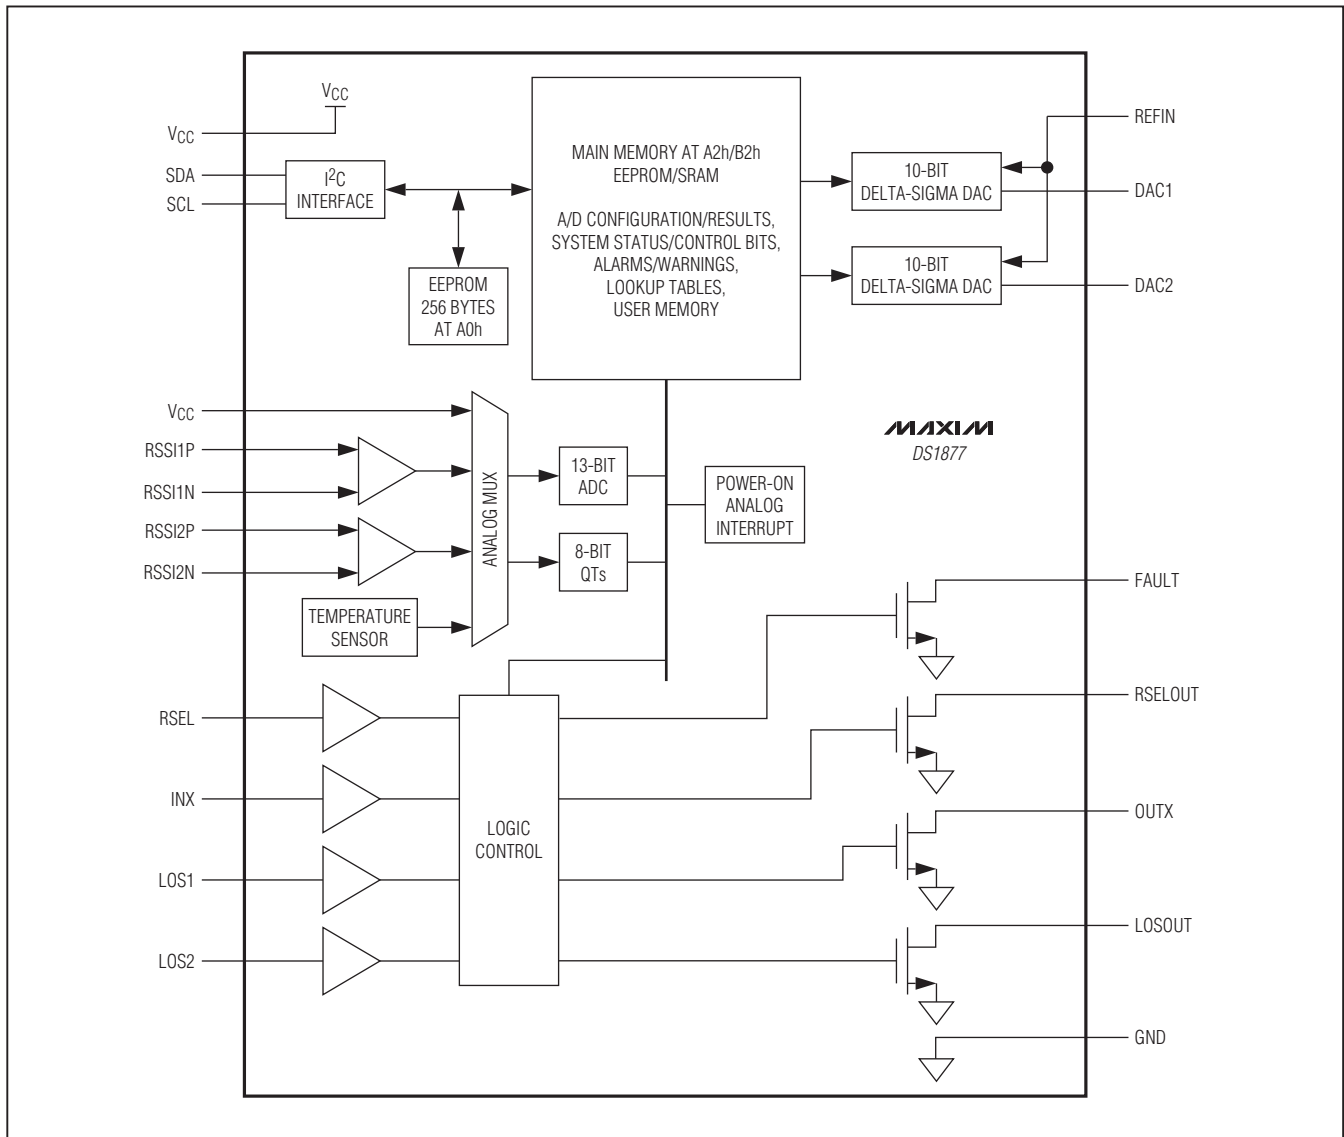 VCC
VCC
SDA
SCL
I2C
INTERFACE
EEPROM
256 BYTES
AT A0h
MAIN MEMORY AT A2h/B2h
EEPROM/SRAM
A/D CONFIGURATION/RESULTS,
SYSTEM STATUS/CONTROL BITS,
ALARMS/WARNINGS,
LOOKUP TABLES,
USER MEMORY
10-BIT
DELTA-SIGMA DAC
10-BIT
DELTA-SIGMA DAC
REFIN
DAC1
DAC2
VCC
RSSI1P
RSSI1N
RSSI2P
RSSI2N
TEMPERATURE
SENSOR
ANALOG MUX
13-BIT
ADC
8-BIT
QTs
POWER-ON
ANALOG
INTERRUPT
MAXIM
DS1877
RSEL
INX
LOS1
LOS2
LOGIC
CONTROL
FAULT
RSELOUT
OUTX
LOSOUT
GND